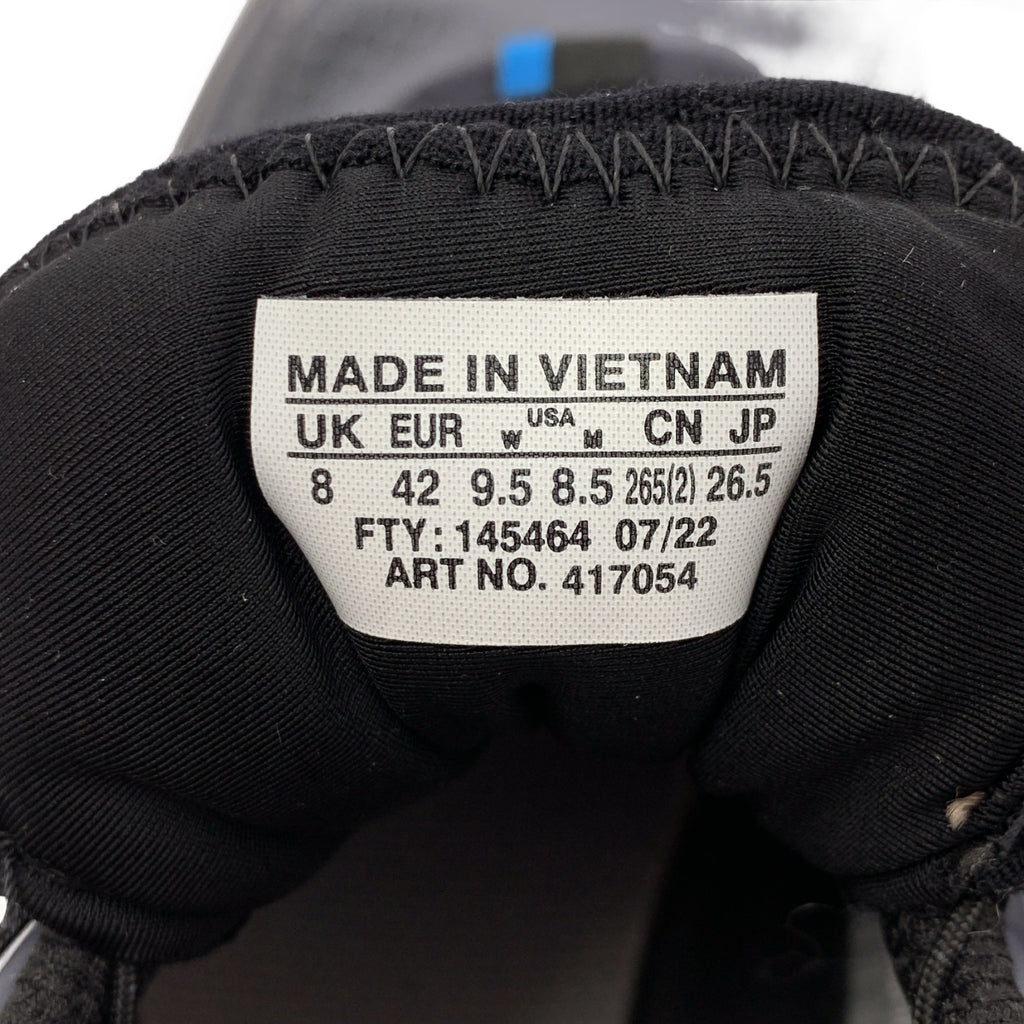 MADE IN VIETNAM
UK EUR W USA M CN JP
8 42 9.5 8.5 265(2) 26.5
FTY: 145464 07/22
ART NO. 417054